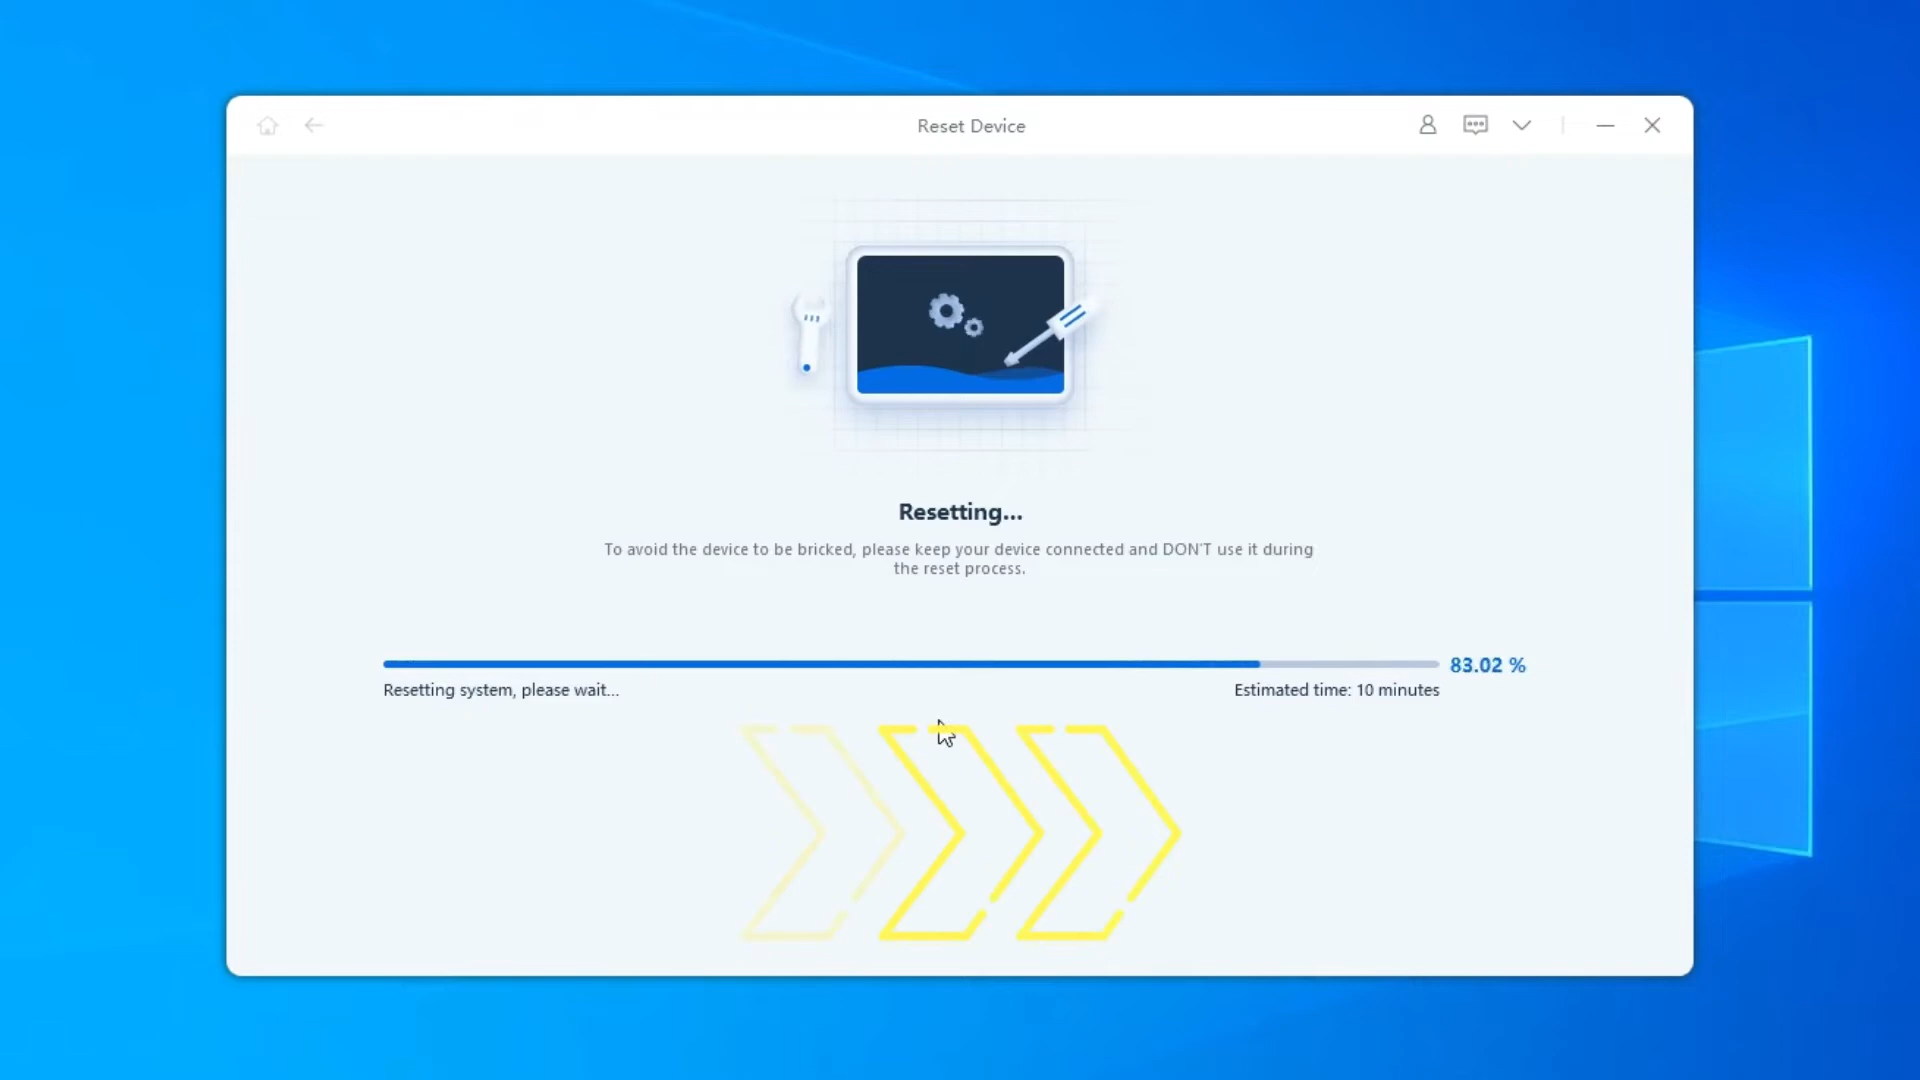 Reset Device
Resetting...
To avoid the device to be bricked, please keep your device connected and DON'T use it during
the reset process.
83.02 %
Resetting system, please wait...
Estimated time: 10 minutes